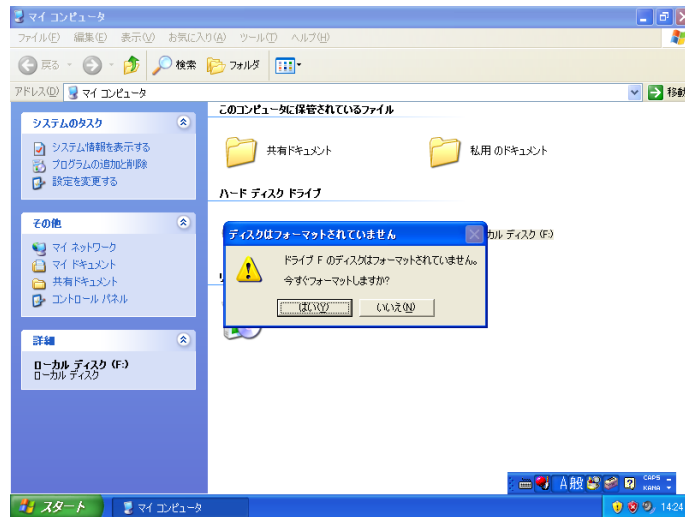 マイ コンピュータ
ファイル(F) 編集(E) 表示(V) お気に入り(A) ツール(T) ヘルプ(H)
戻る 検索 フォルダ
アドレス(D) マイ コンピュータ 移動
システムのタスク
システム情報を表示する
プログラムの追加と削除
設定を変更する
その他
マイ ネットワーク
マイ ドキュメント
共有ドキュメント
コントロール パネル
詳細
ローカル ディスク (F:)
ローカル ディスク
このコンピュータに保管されているファイル
共有ドキュメント 私用 のドキュメント
ハード ディスク ドライブ
カル ディスク (F:)
ディスクはフォーマットされていません
ドライブ F のディスクはフォーマットされていません。
今すぐフォーマットしますか?
はい(Y) いいえ(N)
A 般 CAPS
KANA
スタート マイ コンピュータ 14:24